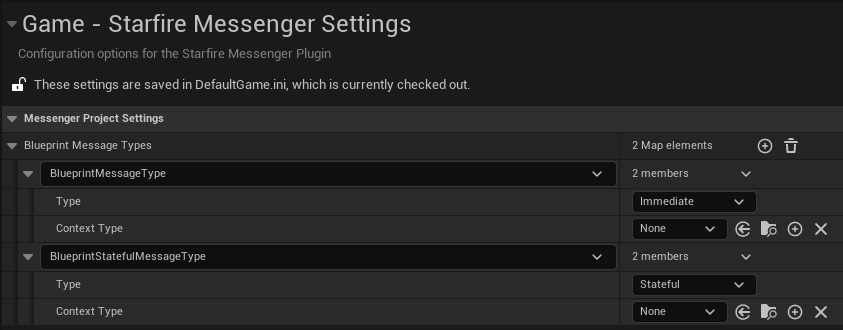 Game - Starfire Messenger Settings
Configuration options for the Starfire Messenger Plugin
These settings are saved in DefaultGame.ini, which is currently checked out.
Messenger Project Settings
Blueprint Message Types 2 Map elements
BlueprintMessageType 2 members
Type Immediate
Context Type None
BlueprintStatefulMessageType 2 members
Type Stateful
Context Type None